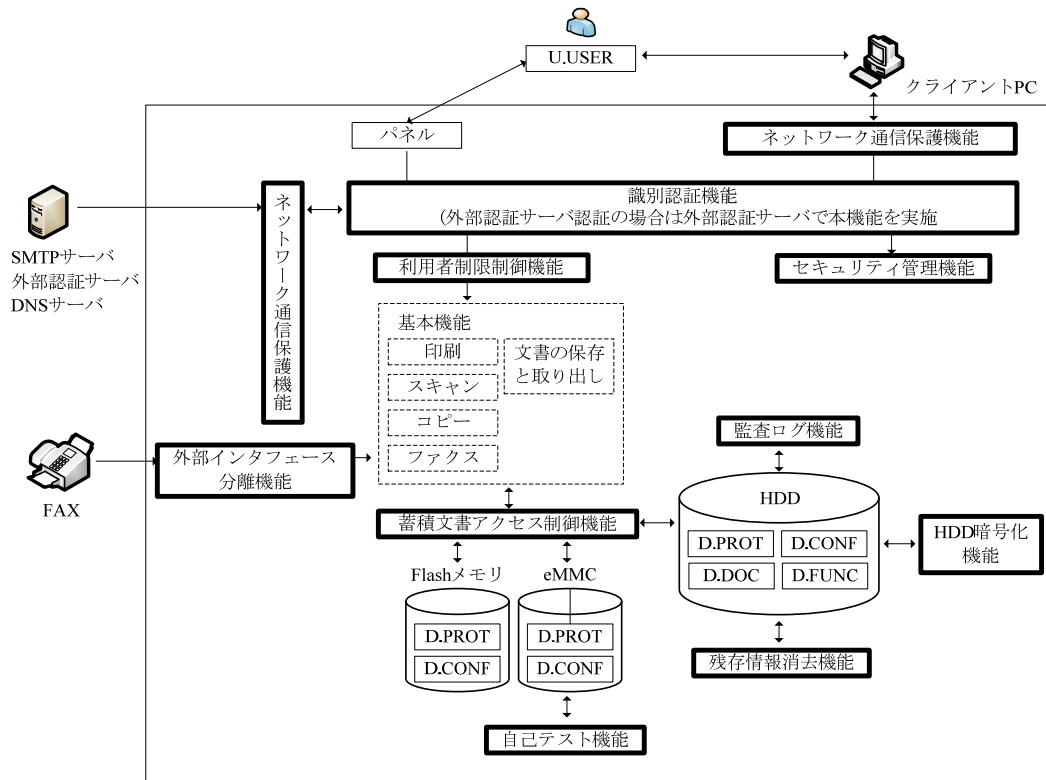 U.USER
クライアントPC
パネル
ネットワーク通信保護機能
識別認証機能
（外部認証サーバ認証の場合は外部認証サーバで本機能を実施
ネットワーク通信保護機能
SMTPサーバ
外部認証サーバ
DNSサーバ
利用者制限制御機能
セキュリティ管理機能
基本機能
印刷
スキャン
コピー
ファクス
文書の保存
と取り出し
FAX
外部インタフェース
分離機能
監査ログ機能
蓄積文書アクセス制御機能
HDD
D.PROT
D.CONF
D.DOC
D.FUNC
HDD暗号化
機能
Flashメモリ
D.PROT
D.CONF
eMMC
D.PROT
D.CONF
残存情報消去機能
自己テスト機能